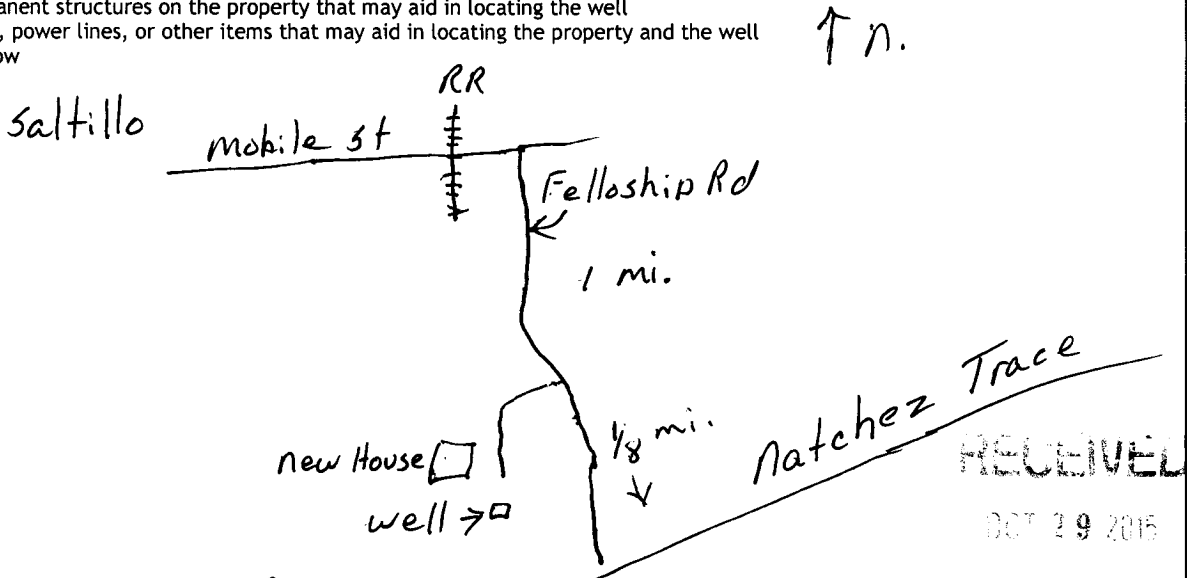 anent structures on the property that may aid in locating the well
, power lines, or other items that may aid in locating the property and the well
ow
↑ n.
RR
Saltillo
mobile st
Felloship Rd
1 mi.
Natchez Trace
1/8 mi.
new House
well →
RECEIVED
OCT 29 2015